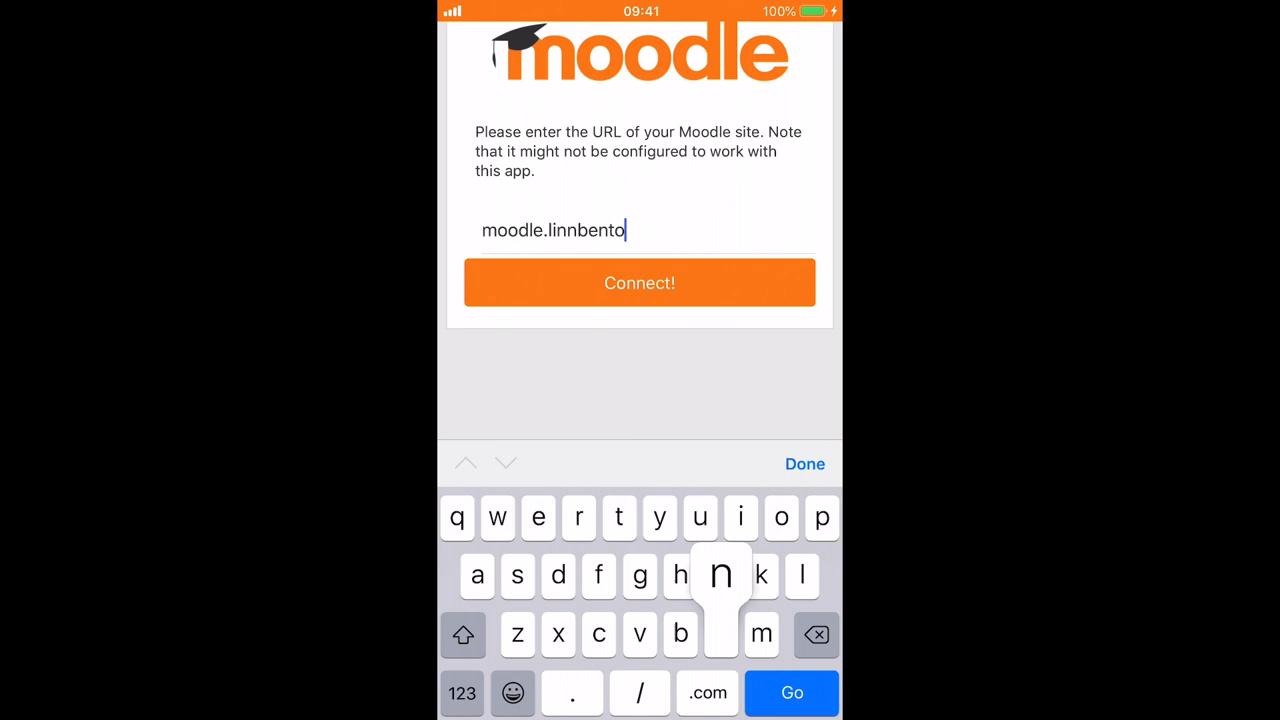 09:41
100%
moodle
Please enter the URL of your Moodle site. Note
that it might not be configured to work with
this app.
moodle.linnbento
Connect!
Done
q w e r t y u i o p
a s d f g h n k l
z x c v b m
123 . / .com Go